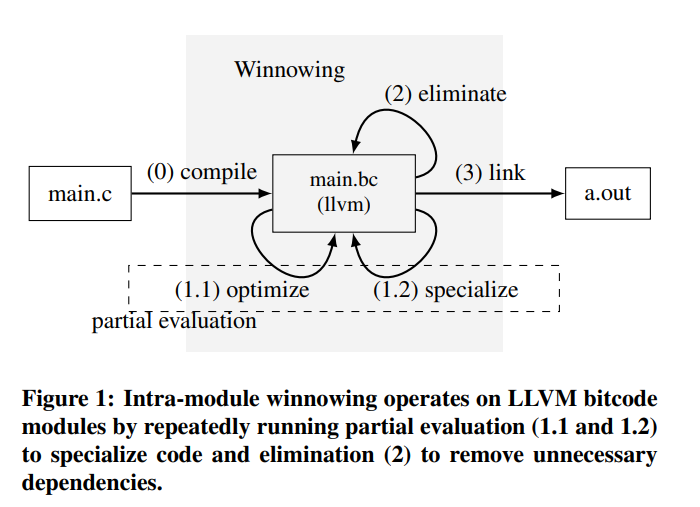 Winnowing
(2) eliminate
(0) compile
(3) link
main.c
main.bc
(llvm)
a.out
(1.1) optimize
(1.2) specialize
partial evaluation
Figure 1: Intra-module winnowing operates on LLVM bitcode
modules by repeatedly running partial evaluation (1.1 and 1.2)
to specialize code and elimination (2) to remove unnecessary
dependencies.